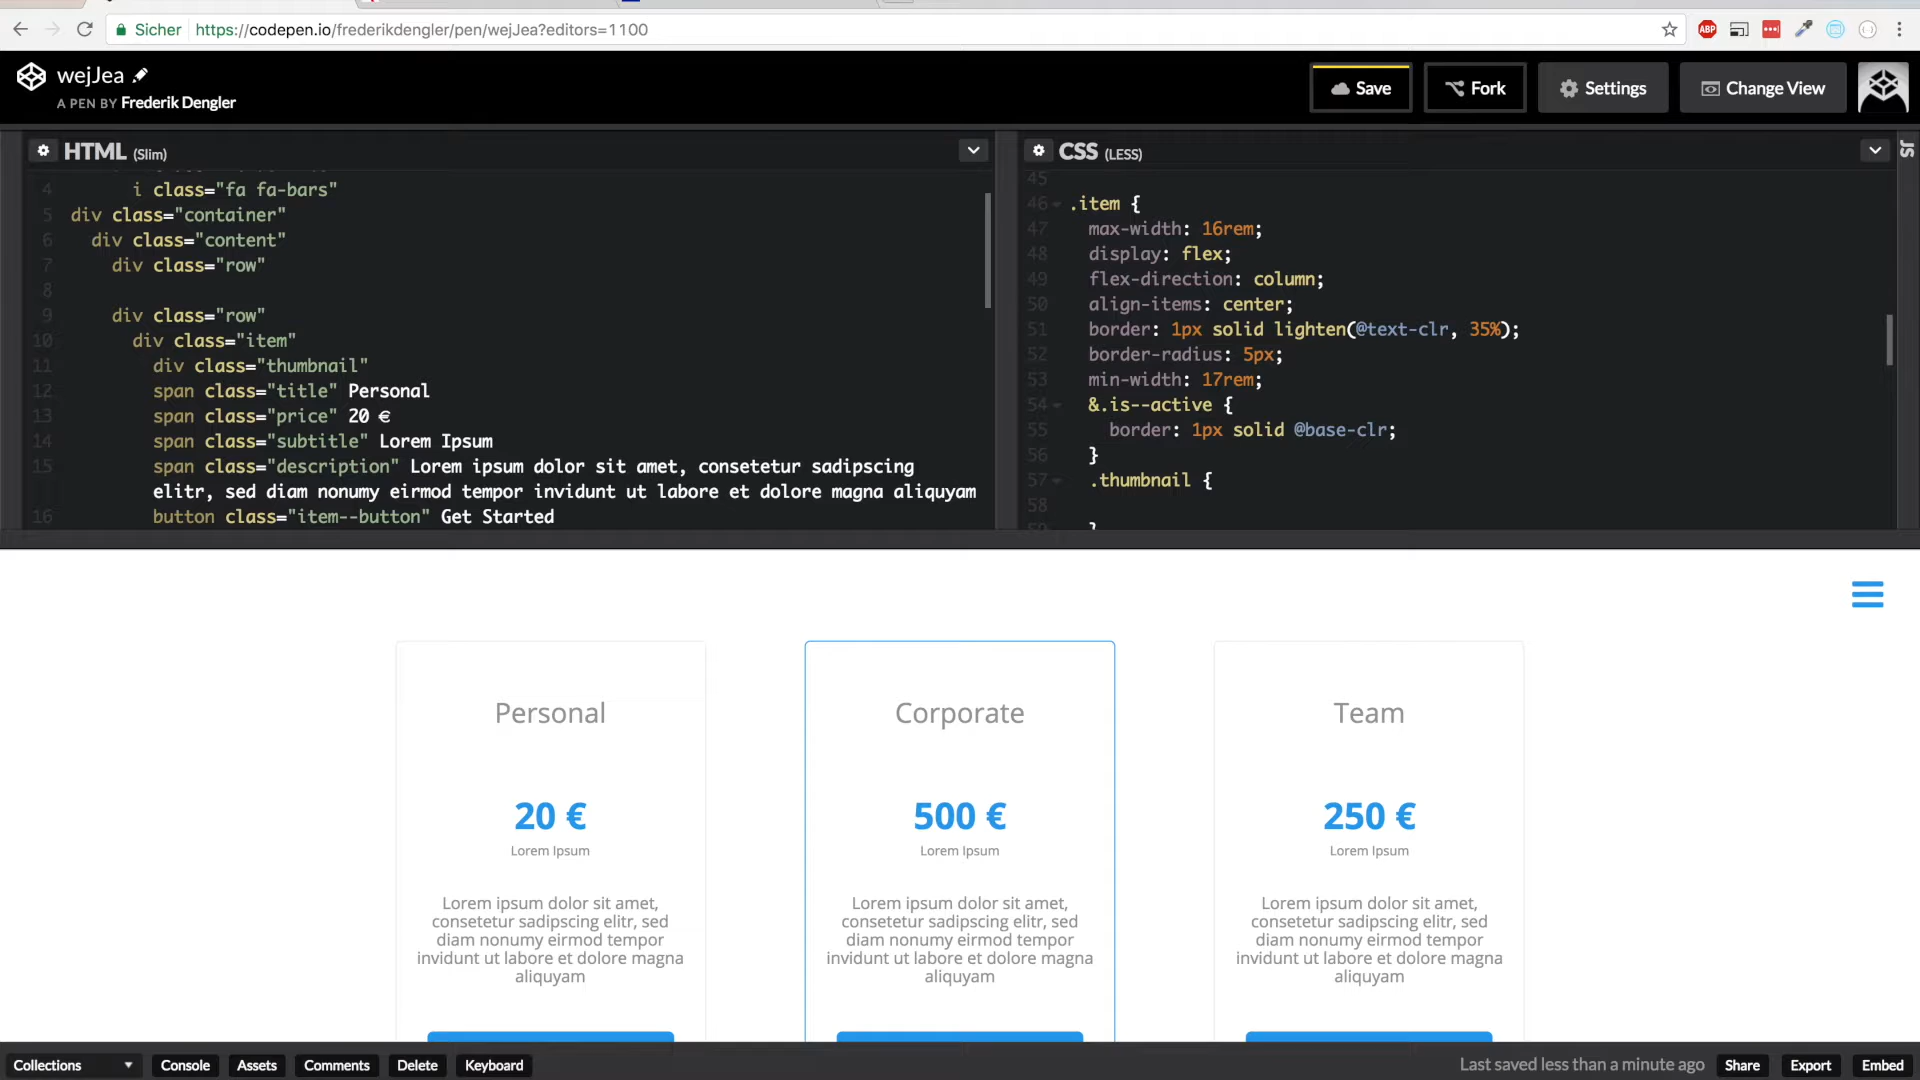 Sicher https://codepen.io/frederikdengler/pen/wejJea?editors=1100
ABP
wejJea
A PEN BY Frederik Dengler
Save
Fork
Settings
Change View
HTML (Slim)
4 i class="fa fa-bars"
5 div class="container"
6 div class="content"
7 div class="row"
8
9 div class="row"
10 div class="item"
11 div class="thumbnail"
12 span class="title" Personal
13 span class="price" 20 €
14 span class="subtitle" Lorem Ipsum
15 span class="description" Lorem ipsum dolor sit amet, consetetur sadipscing
elitr, sed diam nonumy eirmod tempor invidunt ut labore et dolore magna aliquyam
16 button class="item--button" Get Started
CSS (LESS)
JS
45
46 .item {
47 max-width: 16rem;
48 display: flex;
49 flex-direction: column;
50 align-items: center;
51 border: 1px solid lighten(@text-clr, 35%);
52 border-radius: 5px;
53 min-width: 17rem;
54 &.is--active {
55 border: 1px solid @base-clr;
56 }
57 .thumbnail {
58
59 }
Personal
20 €
Lorem Ipsum
Lorem ipsum dolor sit amet,
consetetur sadipscing elitr, sed
diam nonumy eirmod tempor
invidunt ut labore et dolore magna
aliquyam
Corporate
500 €
Lorem Ipsum
Lorem ipsum dolor sit amet,
consetetur sadipscing elitr, sed
diam nonumy eirmod tempor
invidunt ut labore et dolore magna
aliquyam
Team
250 €
Lorem Ipsum
Lorem ipsum dolor sit amet,
consetetur sadipscing elitr, sed
diam nonumy eirmod tempor
invidunt ut labore et dolore magna
aliquyam
Collections
Console
Assets
Comments
Delete
Keyboard
Last saved less than a minute ago
Share
Export
Embed